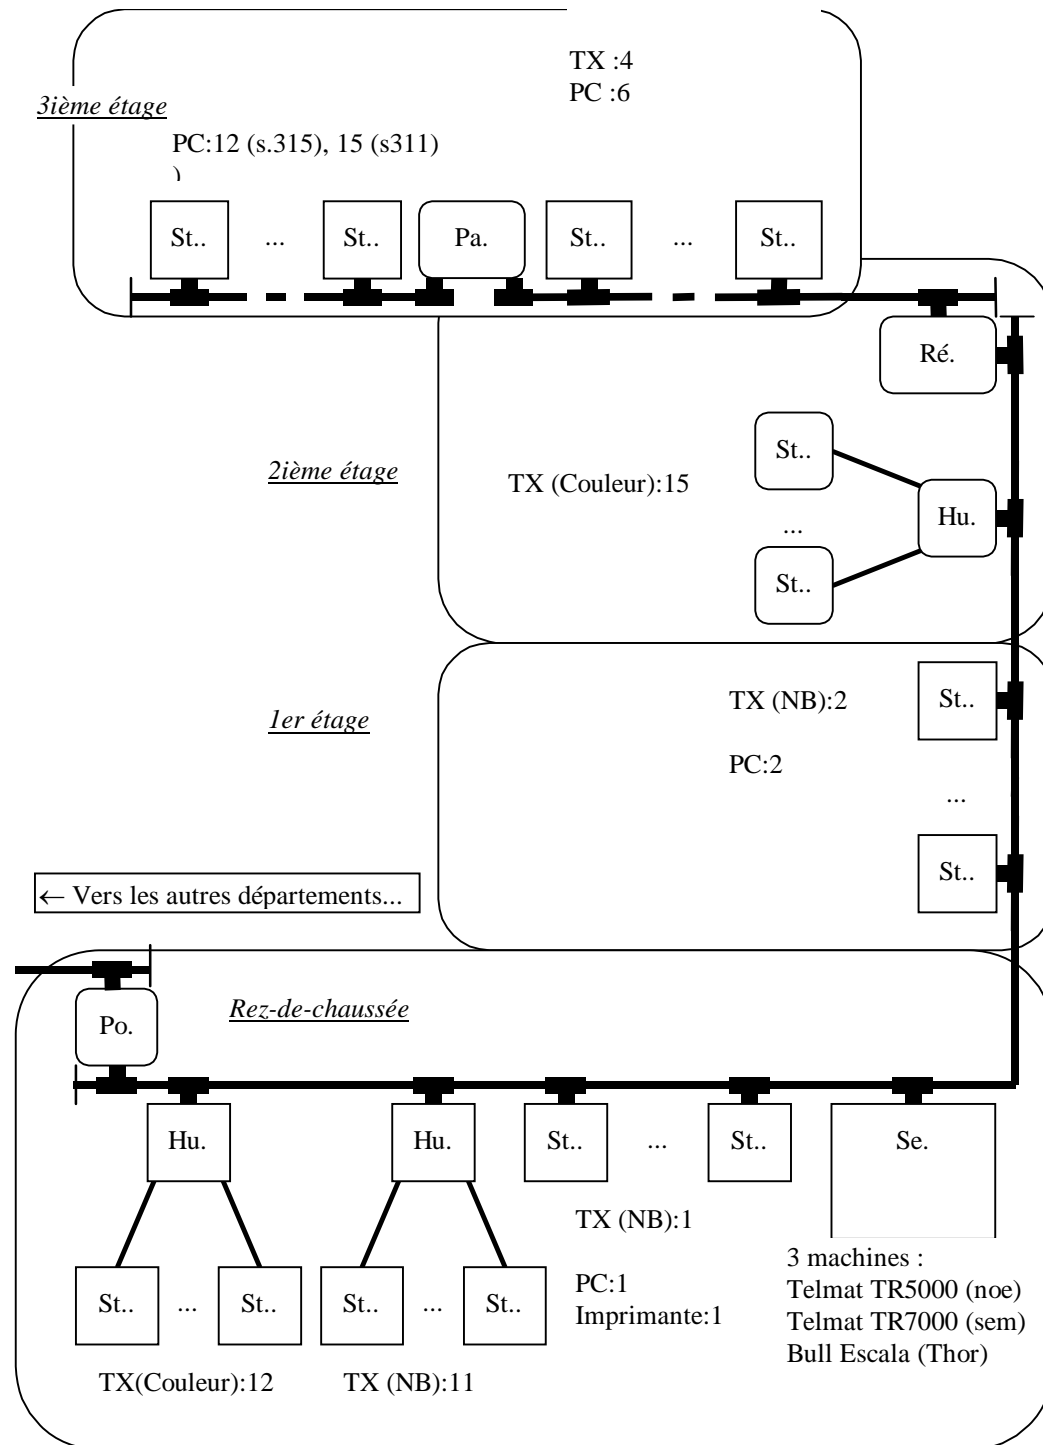 TX :4
PC :6
3ième étage
PC:12 (s.315), 15 (s311)
)
St.. ... St.. Pa. St.. ... St..
Ré.
St..
2ième étage
TX (Couleur):15
Hu.
...
St..
TX (NB):2
St..
1er étage
PC:2
...
St..
← Vers les autres départements...
Rez-de-chaussée
Po.
Hu. Hu. St.. ... St.. Se.
TX (NB):1
3 machines :
PC:1
Telmat TR5000 (noe)
St.. ... St.. St.. ... St..
Imprimante:1
Telmat TR7000 (sem)
Bull Escala (Thor)
TX(Couleur):12 TX (NB):11